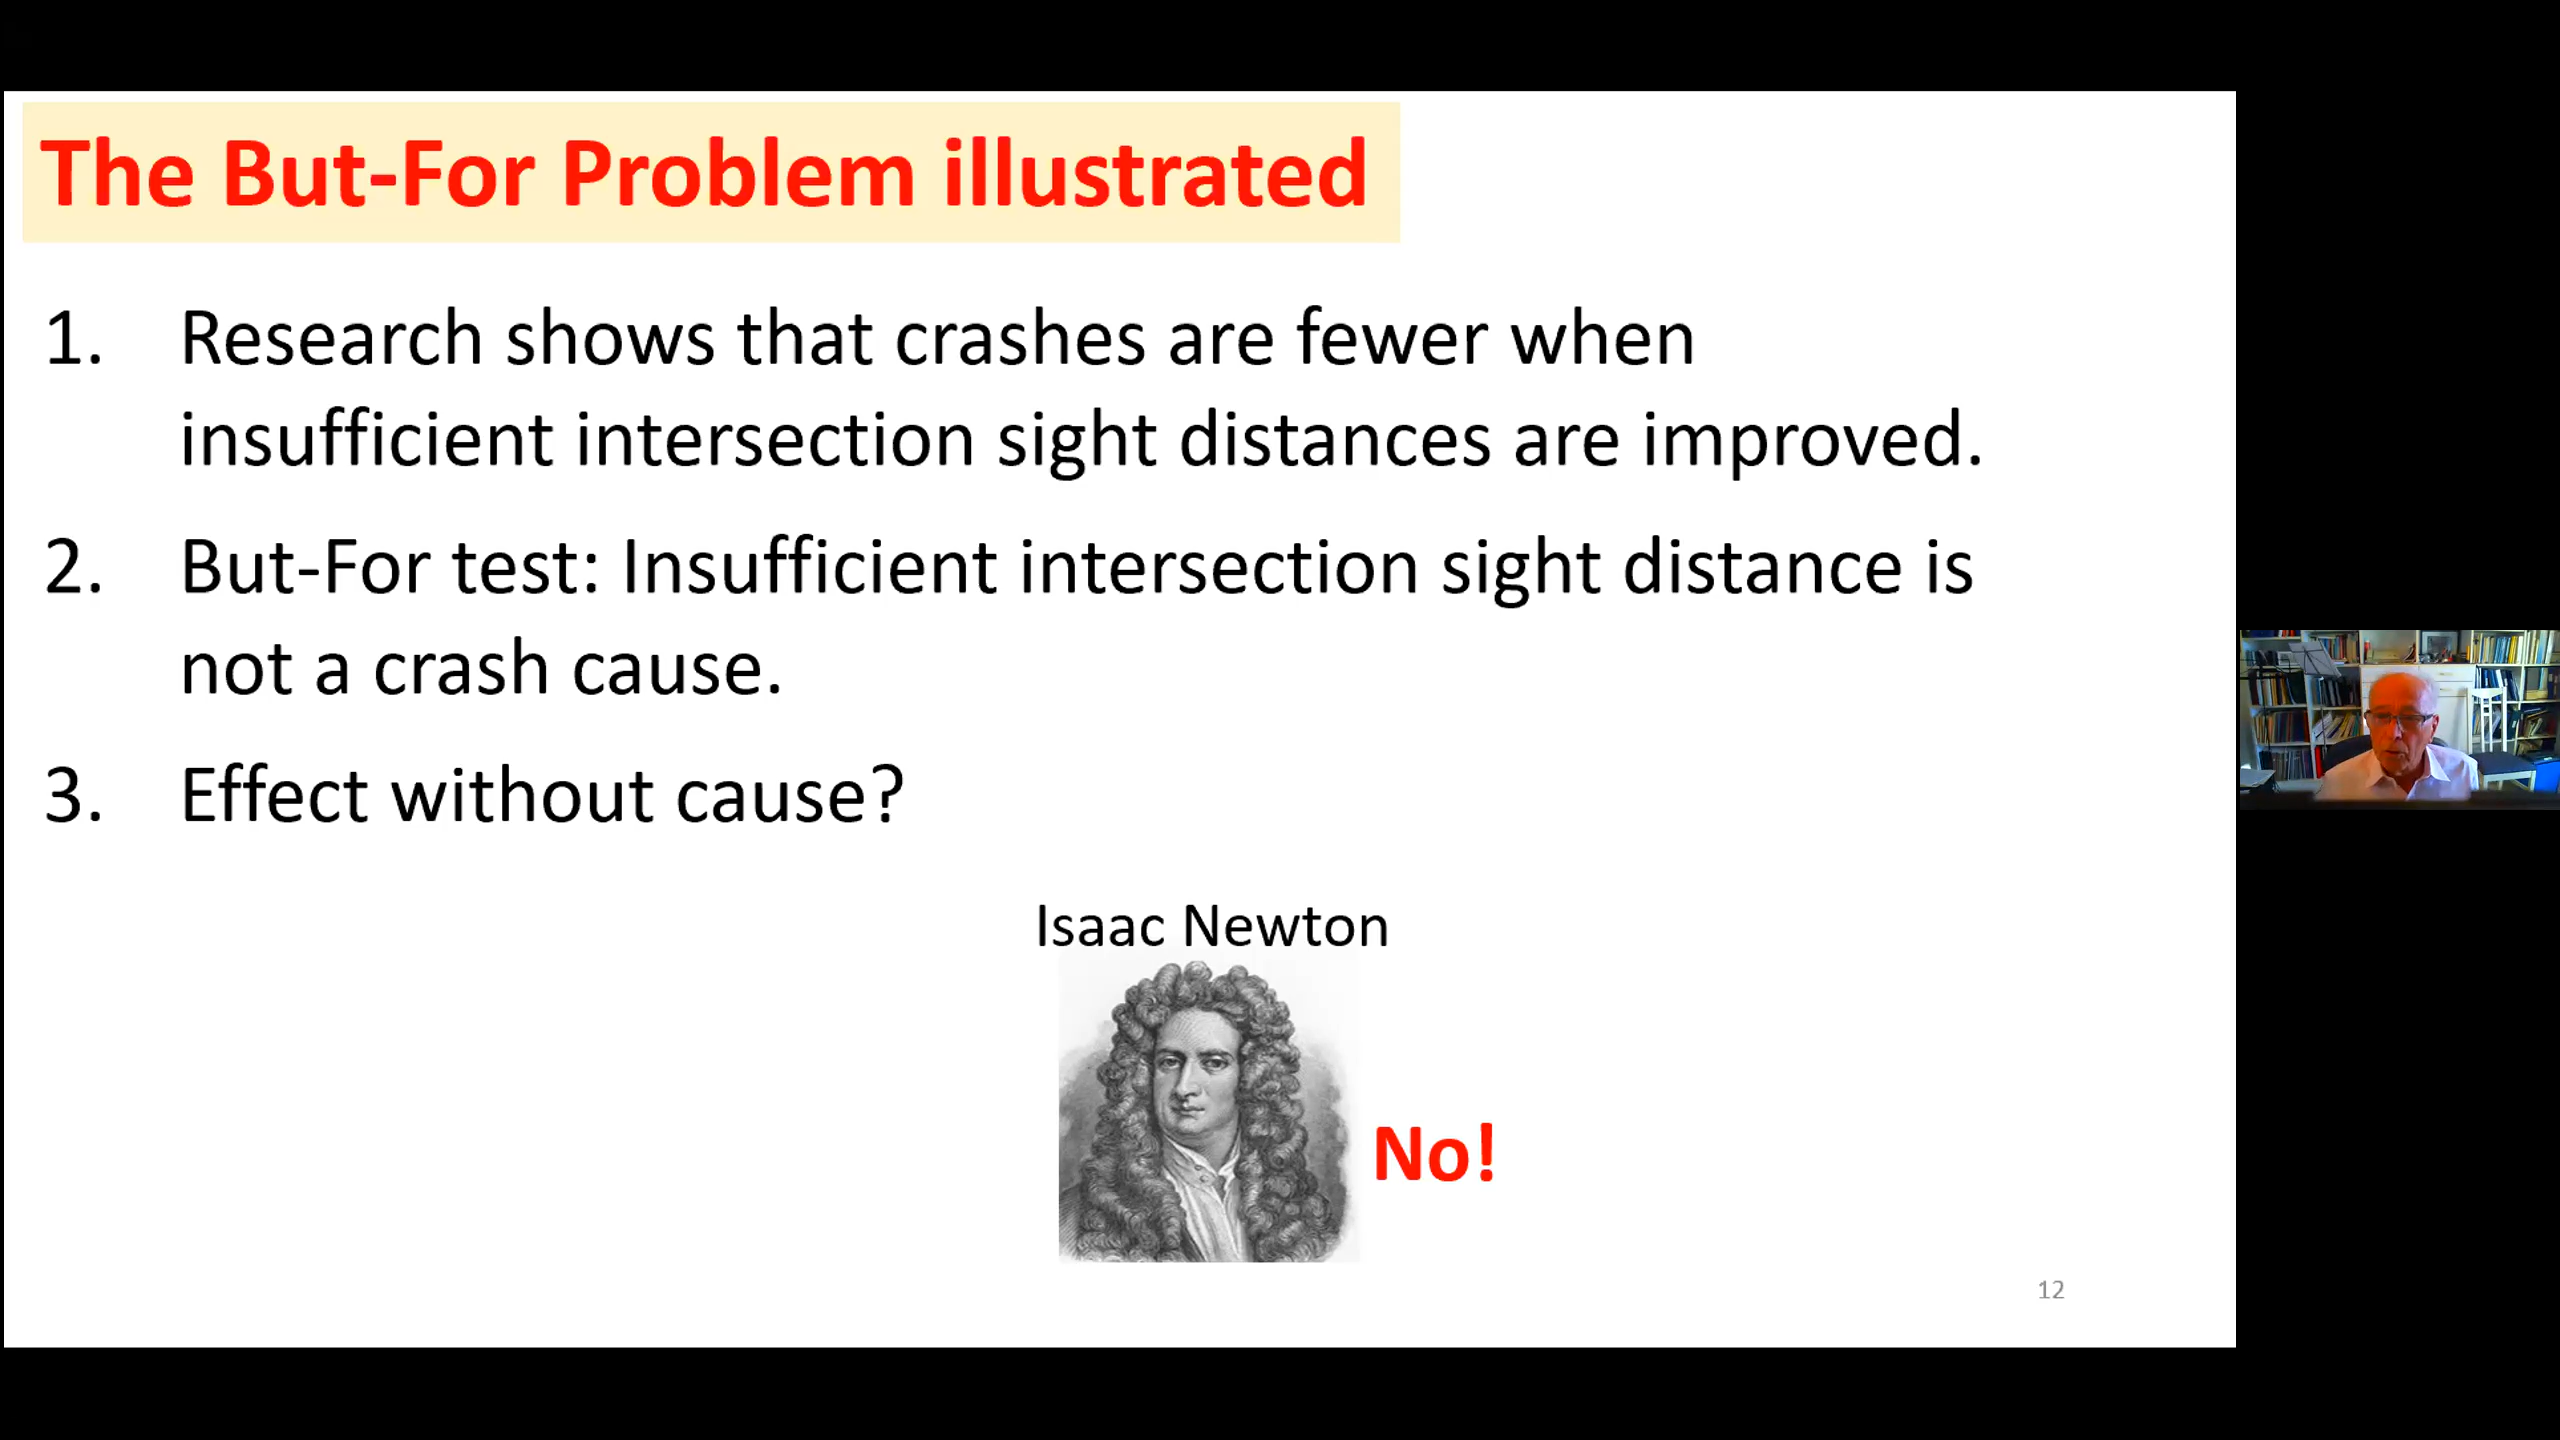 The But-For Problem illustrated
1. Research shows that crashes are fewer when
insufficient intersection sight distances are improved.
2. But-For test: Insufficient intersection sight distance is
not a crash cause.
3. Effect without cause?
Isaac Newton
No!
12